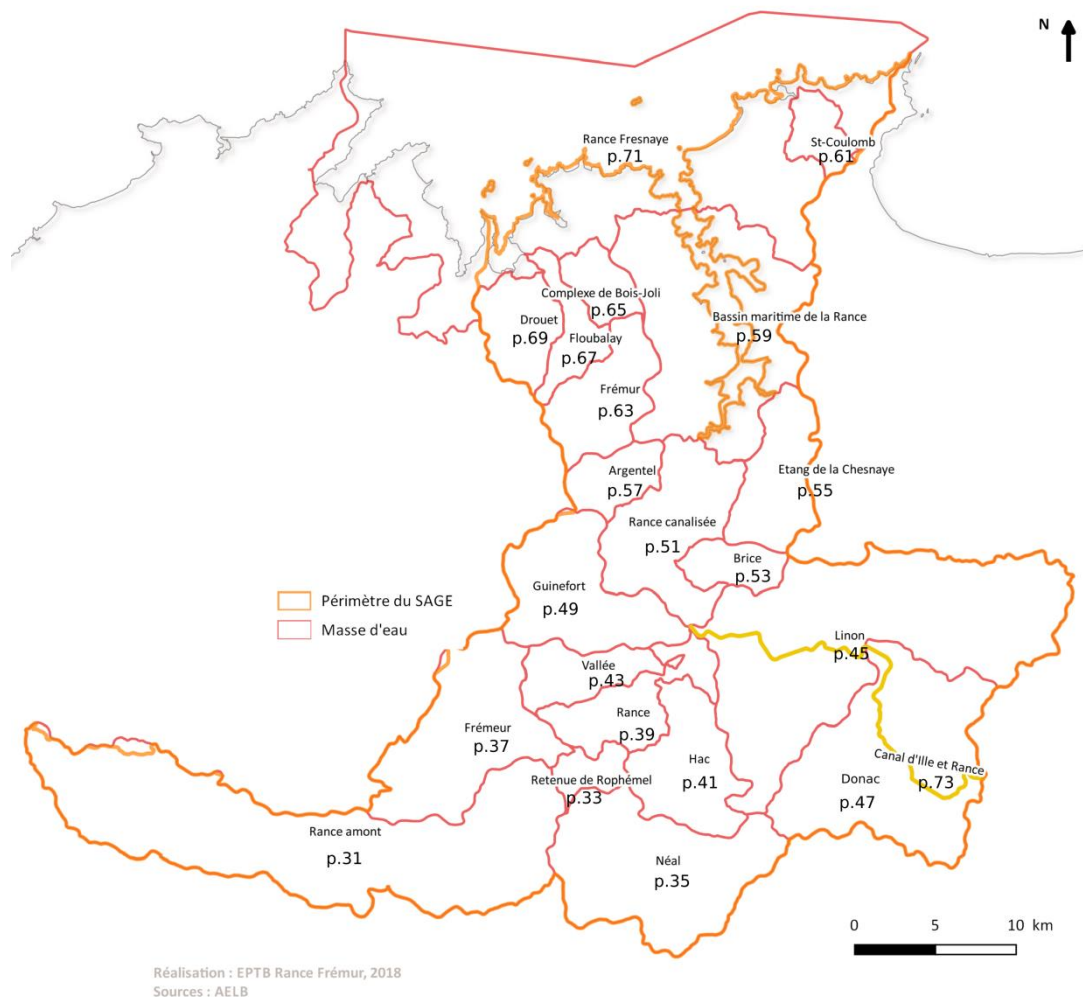 N
Rance Fresnaye
p.71
St-Coulomb
p.61
Complexe de Bois-Joli
p.65
Drouet
p.69
Floubalay
p.67
Bassin maritime de la Rance
p.59
Frémur
p.63
Argentel
p.57
Etang de la Chesnaye
p.55
Rance canalisée
p.51
Brice
p.53
Guinefort
p.49
Périmètre du SAGE
Masse d'eau
Linon
p.45
Vallée
p.43
Rance
p.39
Frémeur
p.37
Hac
p.41
Retenue de Rophémel
p.33
Canal d'Ille et Rance
p.73
Donac
p.47
Rance amont
p.31
Néal
p.35
0 5 10 km
Réalisation : EPTB Rance Frémur, 2018
Sources : AELB